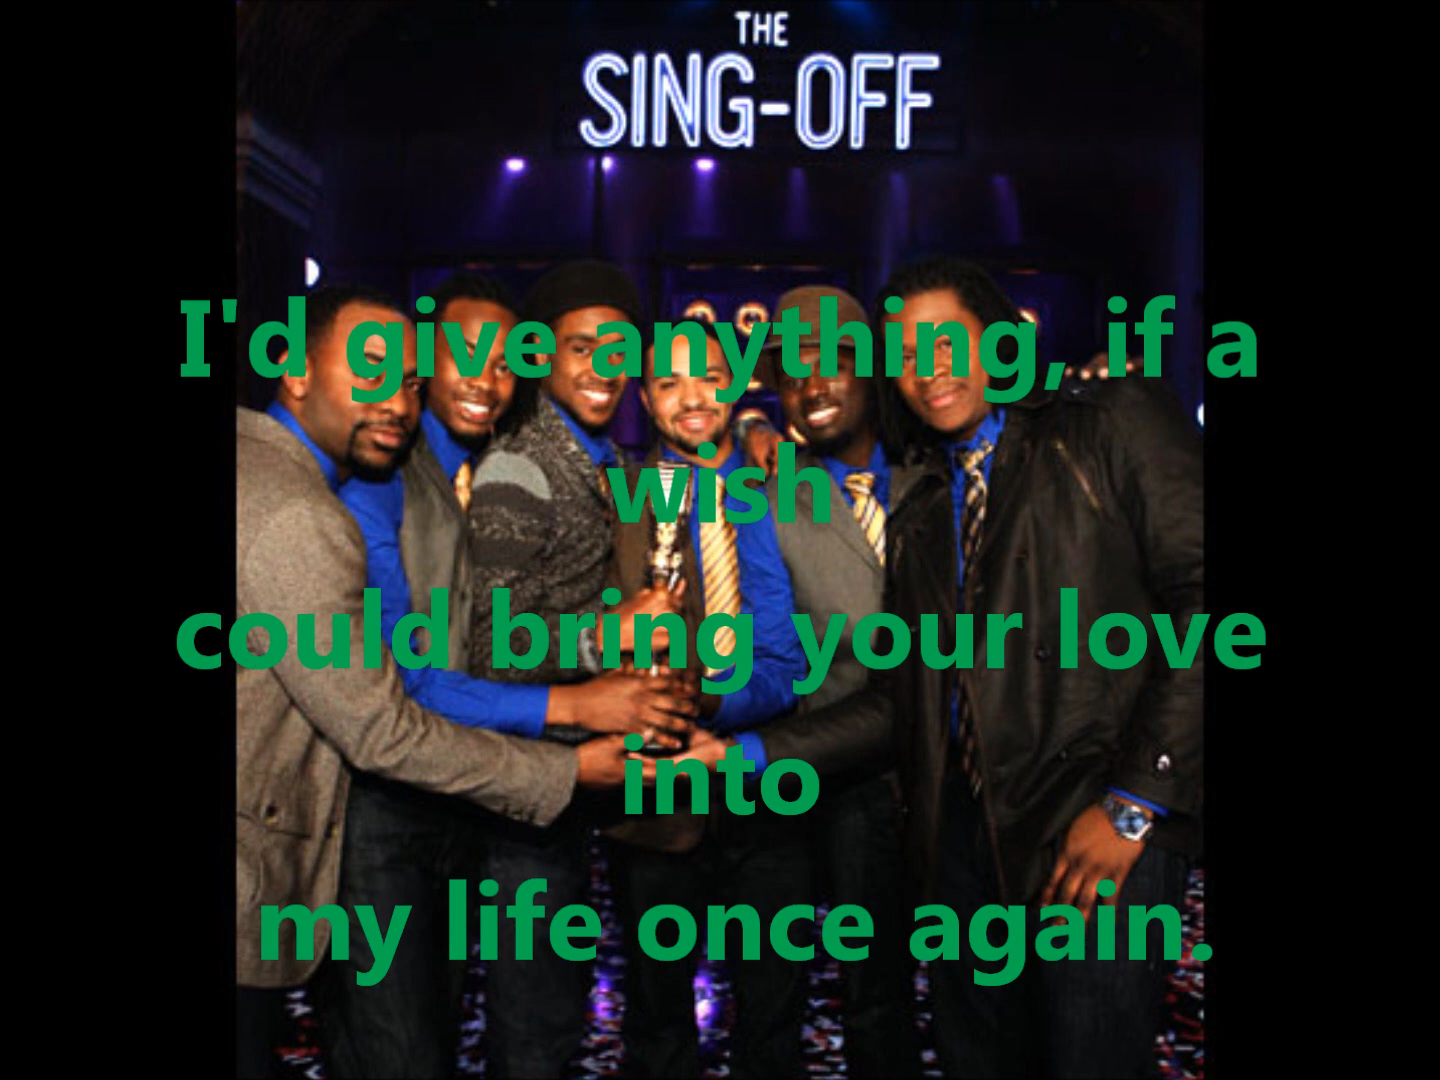 THE
SING-OFF
I'd give anything, if a
wish
could bring your love
into
my life once again.